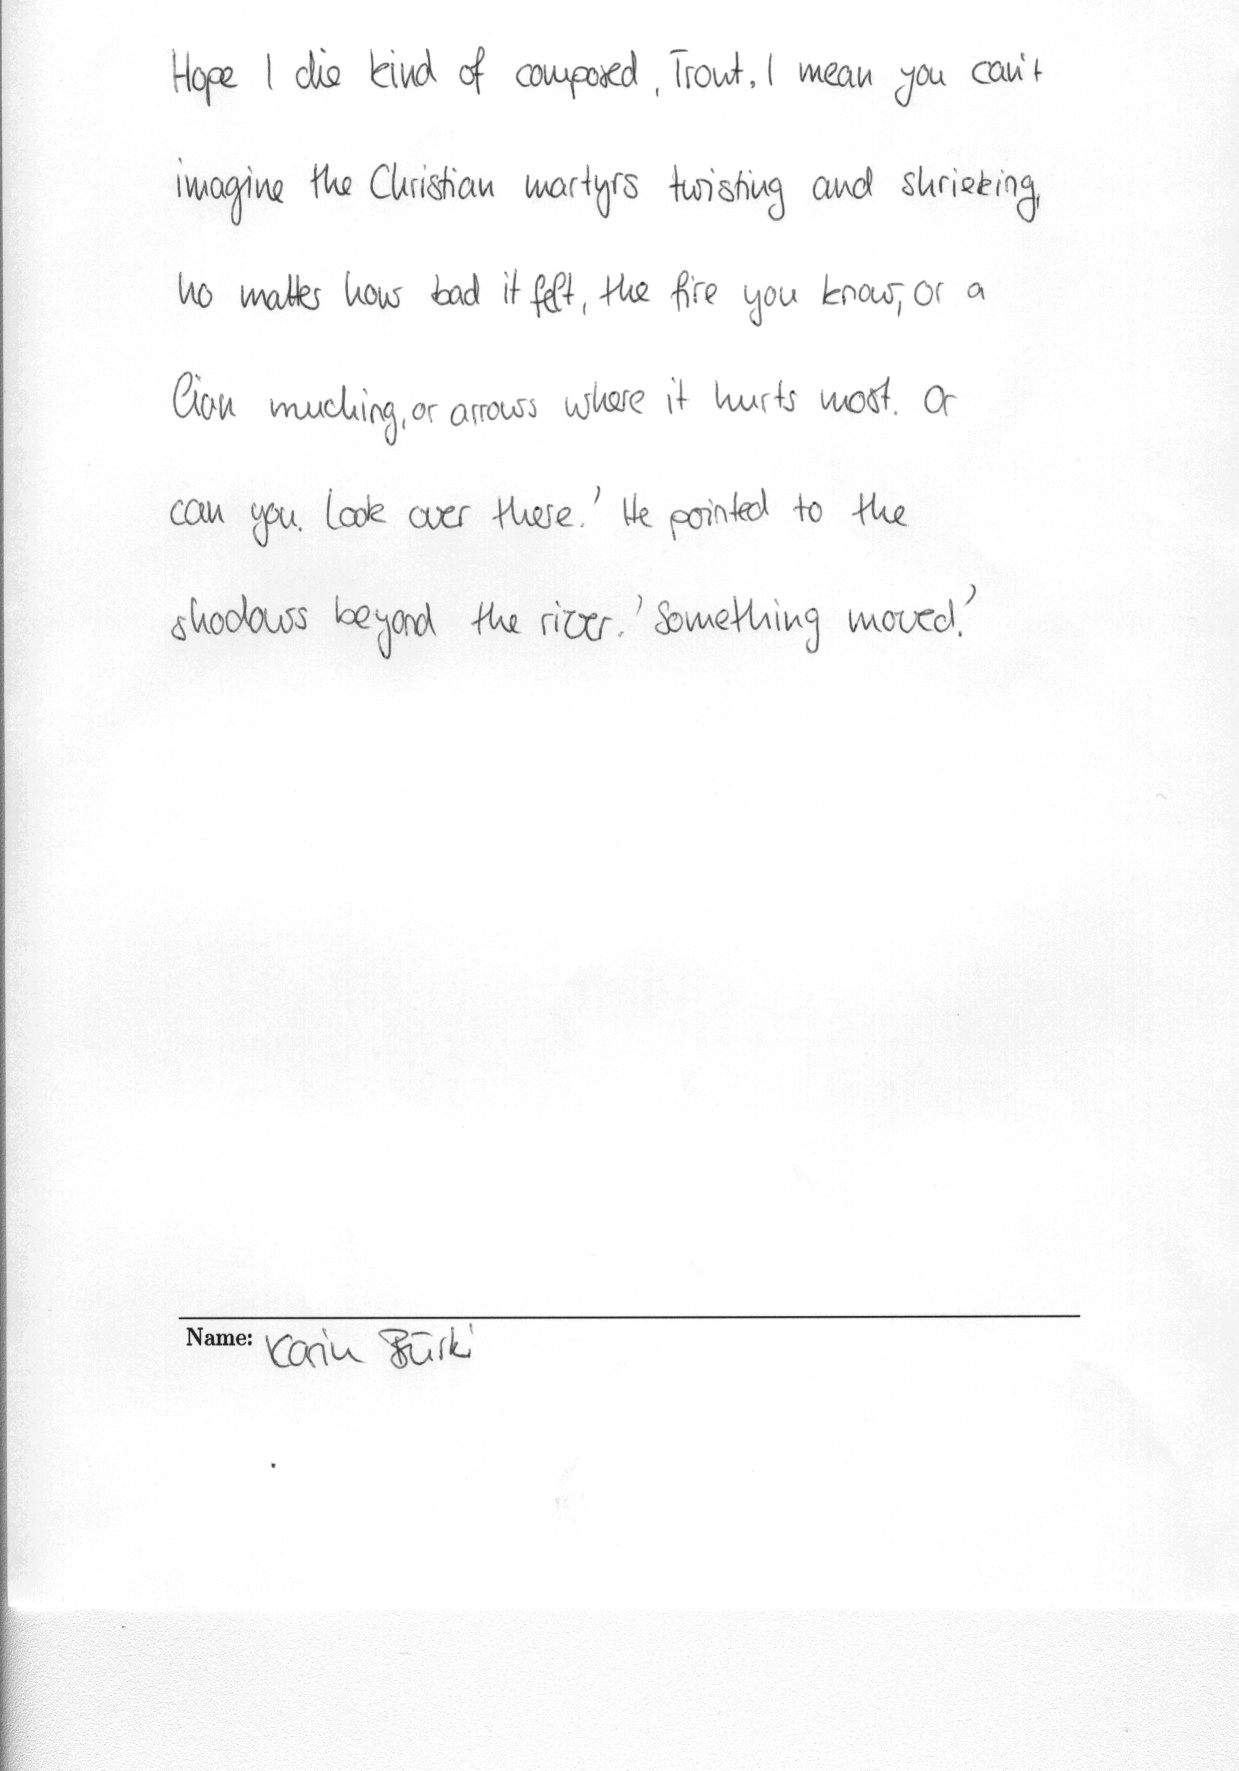 Hope I die kind of composed, Trout, I mean you can't
imagine the Christian martyrs twisting and shrieking,
no matter how bad it felt, the fire you know, or a
lion muching, or arrows where it hurts most. Or
can you. Look over there.' He pointed to the
shadows beyond the river. 'Something moved.'
Name: Karin Bürki